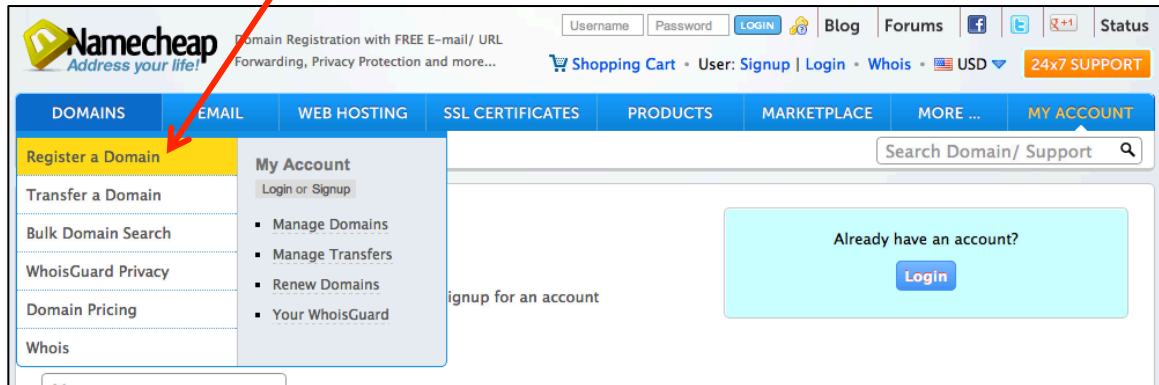 Username Password LOGIN Blog Forums Status
Namecheap
Address your life!
Domain Registration with FREE E-mail/ URL
Forwarding, Privacy Protection and more...
Shopping Cart • User: Signup | Login • Whois • USD 24x7 SUPPORT
DOMAINS EMAIL WEB HOSTING SSL CERTIFICATES PRODUCTS MARKETPLACE MORE ... MY ACCOUNT
Register a Domain
Transfer a Domain
Bulk Domain Search
WhoisGuard Privacy
Domain Pricing
Whois
My Account
Login or Signup
Manage Domains
Manage Transfers
Renew Domains
Your WhoisGuard
Search Domain/ Support
ignup for an account
Already have an account?
Login